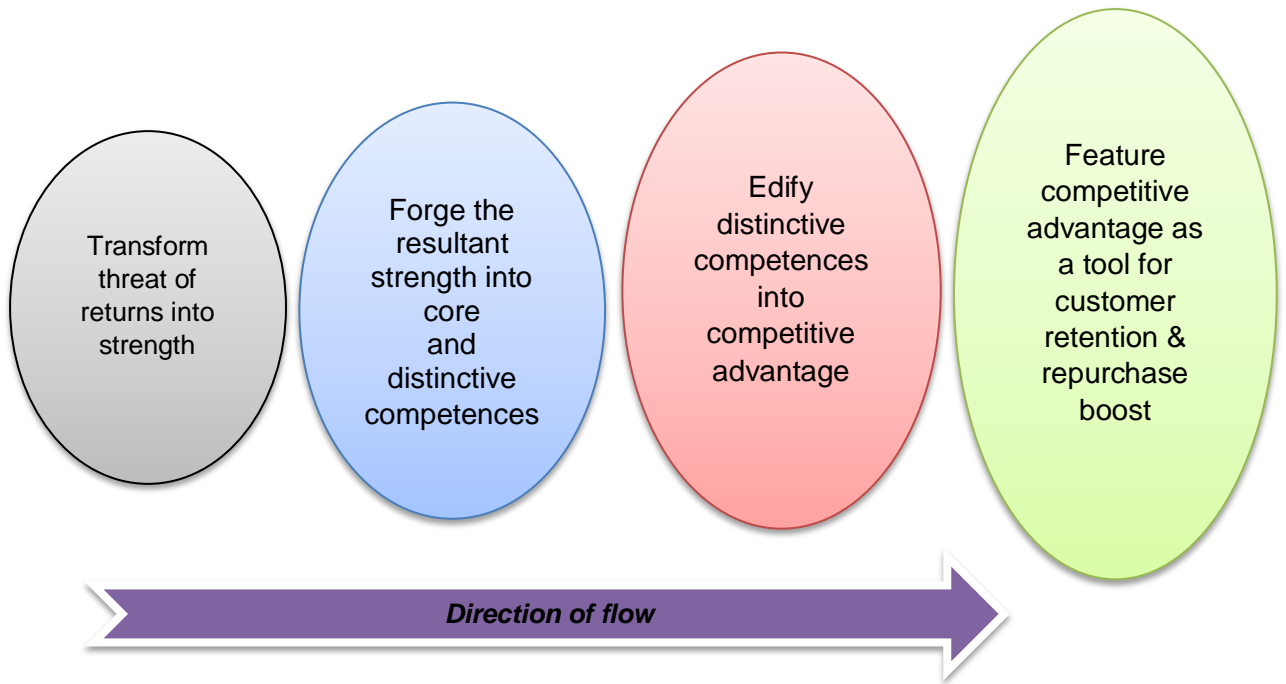 Transform
threat of
returns into
strength
Forge the
resultant
strength into
core
and
distinctive
competences
Edify
distinctive
competences
into
competitive
advantage
Feature
competitive
advantage as
a tool for
customer
retention &
repurchase
boost
Direction of flow